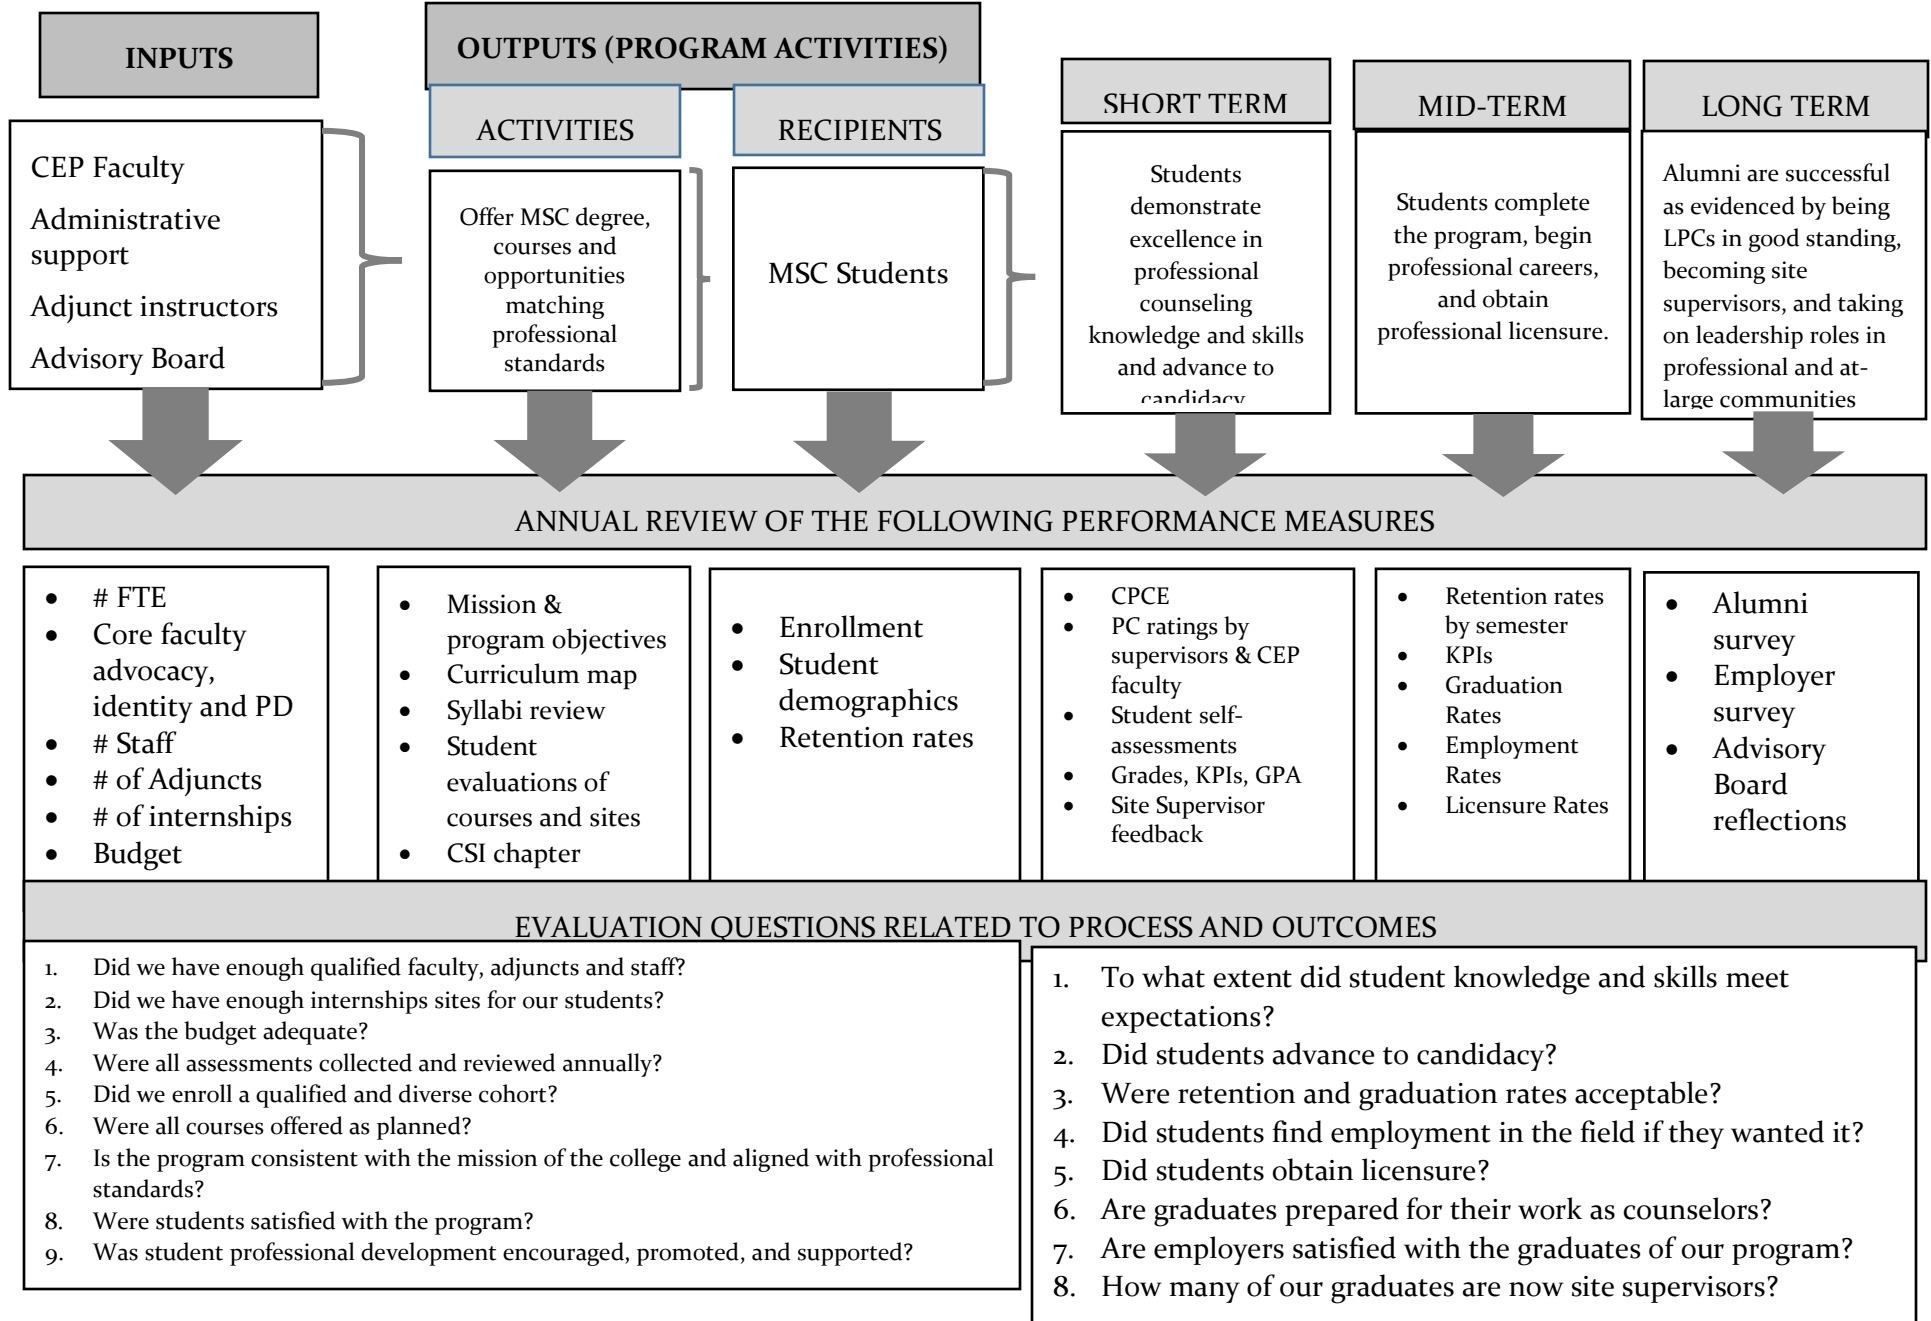 INPUTS
OUTPUTS (PROGRAM ACTIVITIES)
ACTIVITIES
RECIPIENTS
SHORT TERM
MID-TERM
LONG TERM
CEP Faculty
Administrative
support
Adjunct instructors
Advisory Board
Offer MSC degree,
courses and
opportunities
matching
professional
standards
MSC Students
Students
demonstrate
excellence in
professional
counseling
knowledge and skills
and advance to
candidacy
Students complete
the program, begin
professional careers,
and obtain
professional licensure.
Alumni are successful
as evidenced by being
LPCs in good standing,
becoming site
supervisors, and taking
on leadership roles in
professional and at-
large communities
ANNUAL REVIEW OF THE FOLLOWING PERFORMANCE MEASURES
• # FTE
• Core faculty
advocacy,
identity and PD
• # Staff
• # of Adjuncts
• # of internships
• Budget
• Mission &
program objectives
• Curriculum map
• Syllabi review
• Student
evaluations of
courses and sites
• CSI chapter
• Enrollment
• Student
demographics
• Retention rates
• CPCE
• PC ratings by
supervisors & CEP
faculty
• Student self-
assessments
• Grades, KPIs, GPA
• Site Supervisor
feedback
• Retention rates
by semester
• KPIs
• Graduation
Rates
• Employment
Rates
• Licensure Rates
• Alumni
survey
• Employer
survey
• Advisory
Board
reflections
EVALUATION QUESTIONS RELATED TO PROCESS AND OUTCOMES
1. Did we have enough qualified faculty, adjuncts and staff?
2. Did we have enough internships sites for our students?
3. Was the budget adequate?
4. Were all assessments collected and reviewed annually?
5. Did we enroll a qualified and diverse cohort?
6. Were all courses offered as planned?
7. Is the program consistent with the mission of the college and aligned with professional
standards?
8. Were students satisfied with the program?
9. Was student professional development encouraged, promoted, and supported?
1. To what extent did student knowledge and skills meet
expectations?
2. Did students advance to candidacy?
3. Were retention and graduation rates acceptable?
4. Did students find employment in the field if they wanted it?
5. Did students obtain licensure?
6. Are graduates prepared for their work as counselors?
7. Are employers satisfied with the graduates of our program?
8. How many of our graduates are now site supervisors?